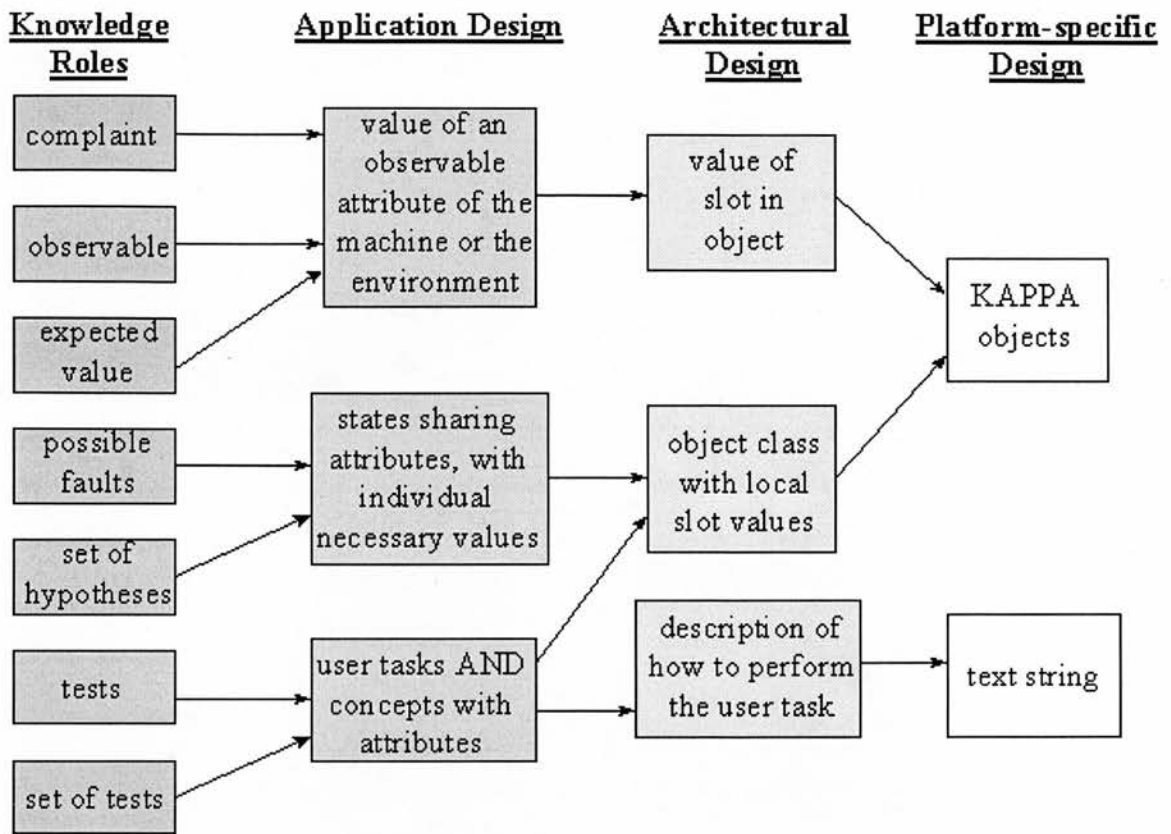 Knowledge
Roles
Application Design
Architectural
Design
Platform-specific
Design
complaint
observable
expected
value
possible
faults
set of
hypotheses
tests
set of tests
value of an
observable
attribute of the
machine or the
environment
states sharing
attributes, with
individual
necessary values
user tasks AND
concepts with
attributes
value of
slot in
object
object class
with local
slot values
description of
how to perform
the user task
KAPPA
objects
text string